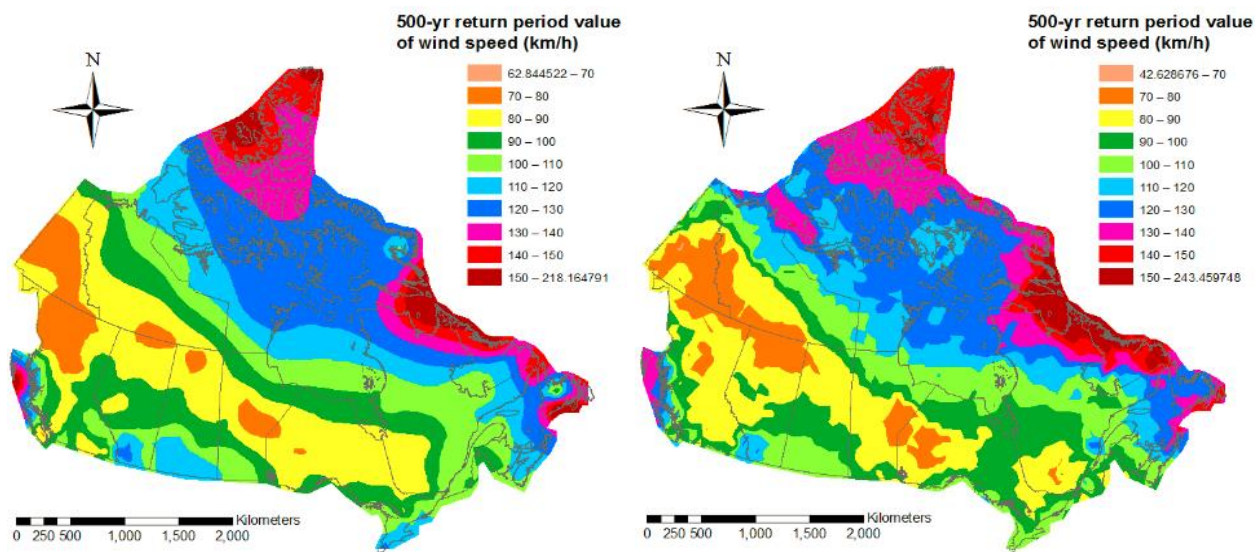 500-yr return period value
of wind speed (km/h)
N
62.844522 – 70
70 – 80
80 – 90
90 – 100
100 – 110
110 – 120
120 – 130
130 – 140
140 – 150
150 – 218.164791
Kilometers
0 250 500 1,000 1,500 2,000
500-yr return period value
of wind speed (km/h)
N
42.628676 – 70
70 – 80
80 – 90
90 – 100
100 – 110
110 – 120
120 – 130
130 – 140
140 – 150
150 – 243.459748
Kilometers
0 250 500 1,000 1,500 2,000